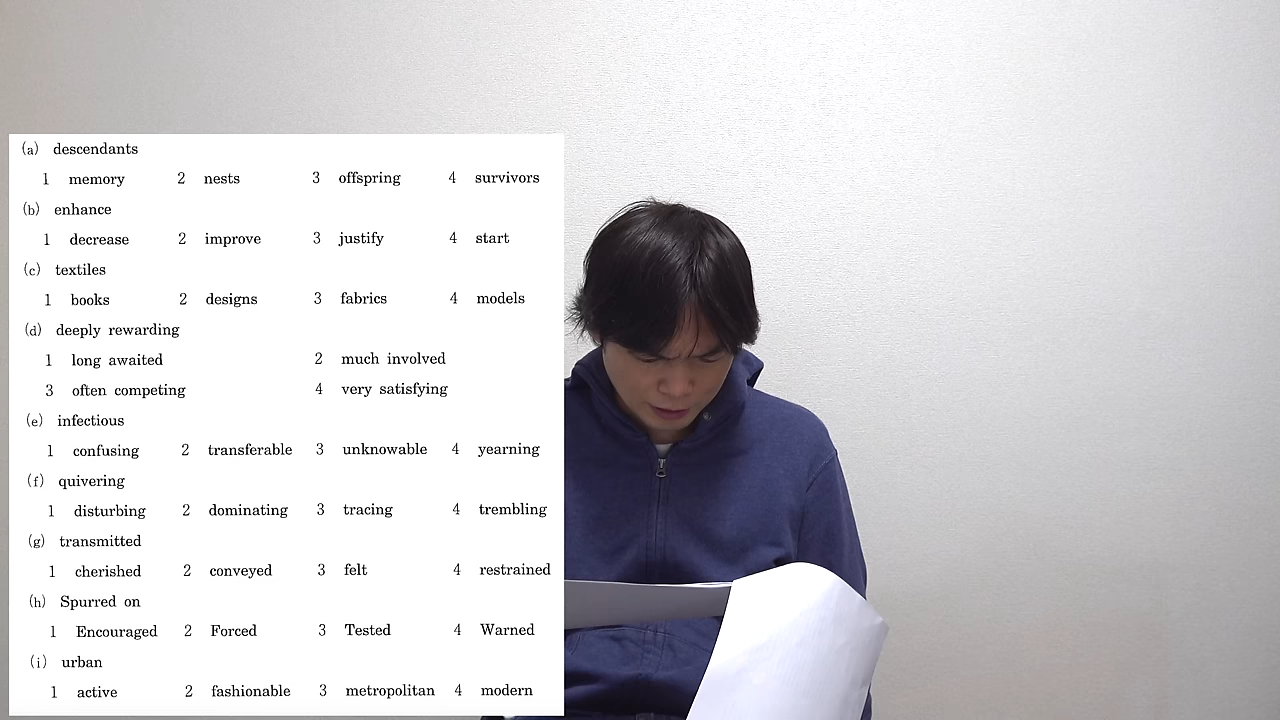 (a) descendants
1 memory 2 nests 3 offspring 4 survivors
(b) enhance
1 decrease 2 improve 3 justify 4 start
(c) textiles
1 books 2 designs 3 fabrics 4 models
(d) deeply rewarding
1 long awaited 2 much involved
3 often competing 4 very satisfying
(e) infectious
1 confusing 2 transferable 3 unknowable 4 yearning
(f) quivering
1 disturbing 2 dominating 3 tracing 4 trembling
(g) transmitted
1 cherished 2 conveyed 3 felt 4 restrained
(h) Spurred on
1 Encouraged 2 Forced 3 Tested 4 Warned
(i) urban
1 active 2 fashionable 3 metropolitan 4 modern